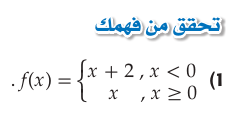 تحقق من فهمك
1) f(x) = { x + 2 , x < 0
x , x ≥ 0 .